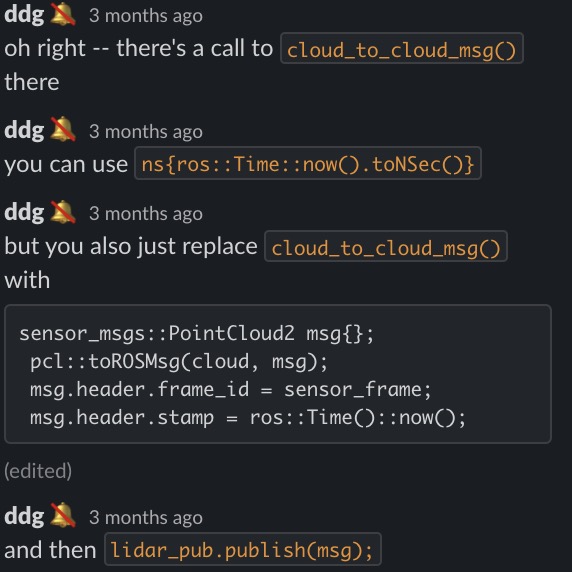 ddg 3 months ago
oh right -- there's a call to cloud_to_cloud_msg()
there
ddg 3 months ago
you can use ns{ros::Time::now().toNSec()}
ddg 3 months ago
but you also just replace cloud_to_cloud_msg()
with
sensor_msgs::PointCloud2 msg{};
pcl::toROSMsg(cloud, msg);
msg.header.frame_id = sensor_frame;
msg.header.stamp = ros::Time()::now();
(edited)
ddg 3 months ago
and then lidar_pub.publish(msg);